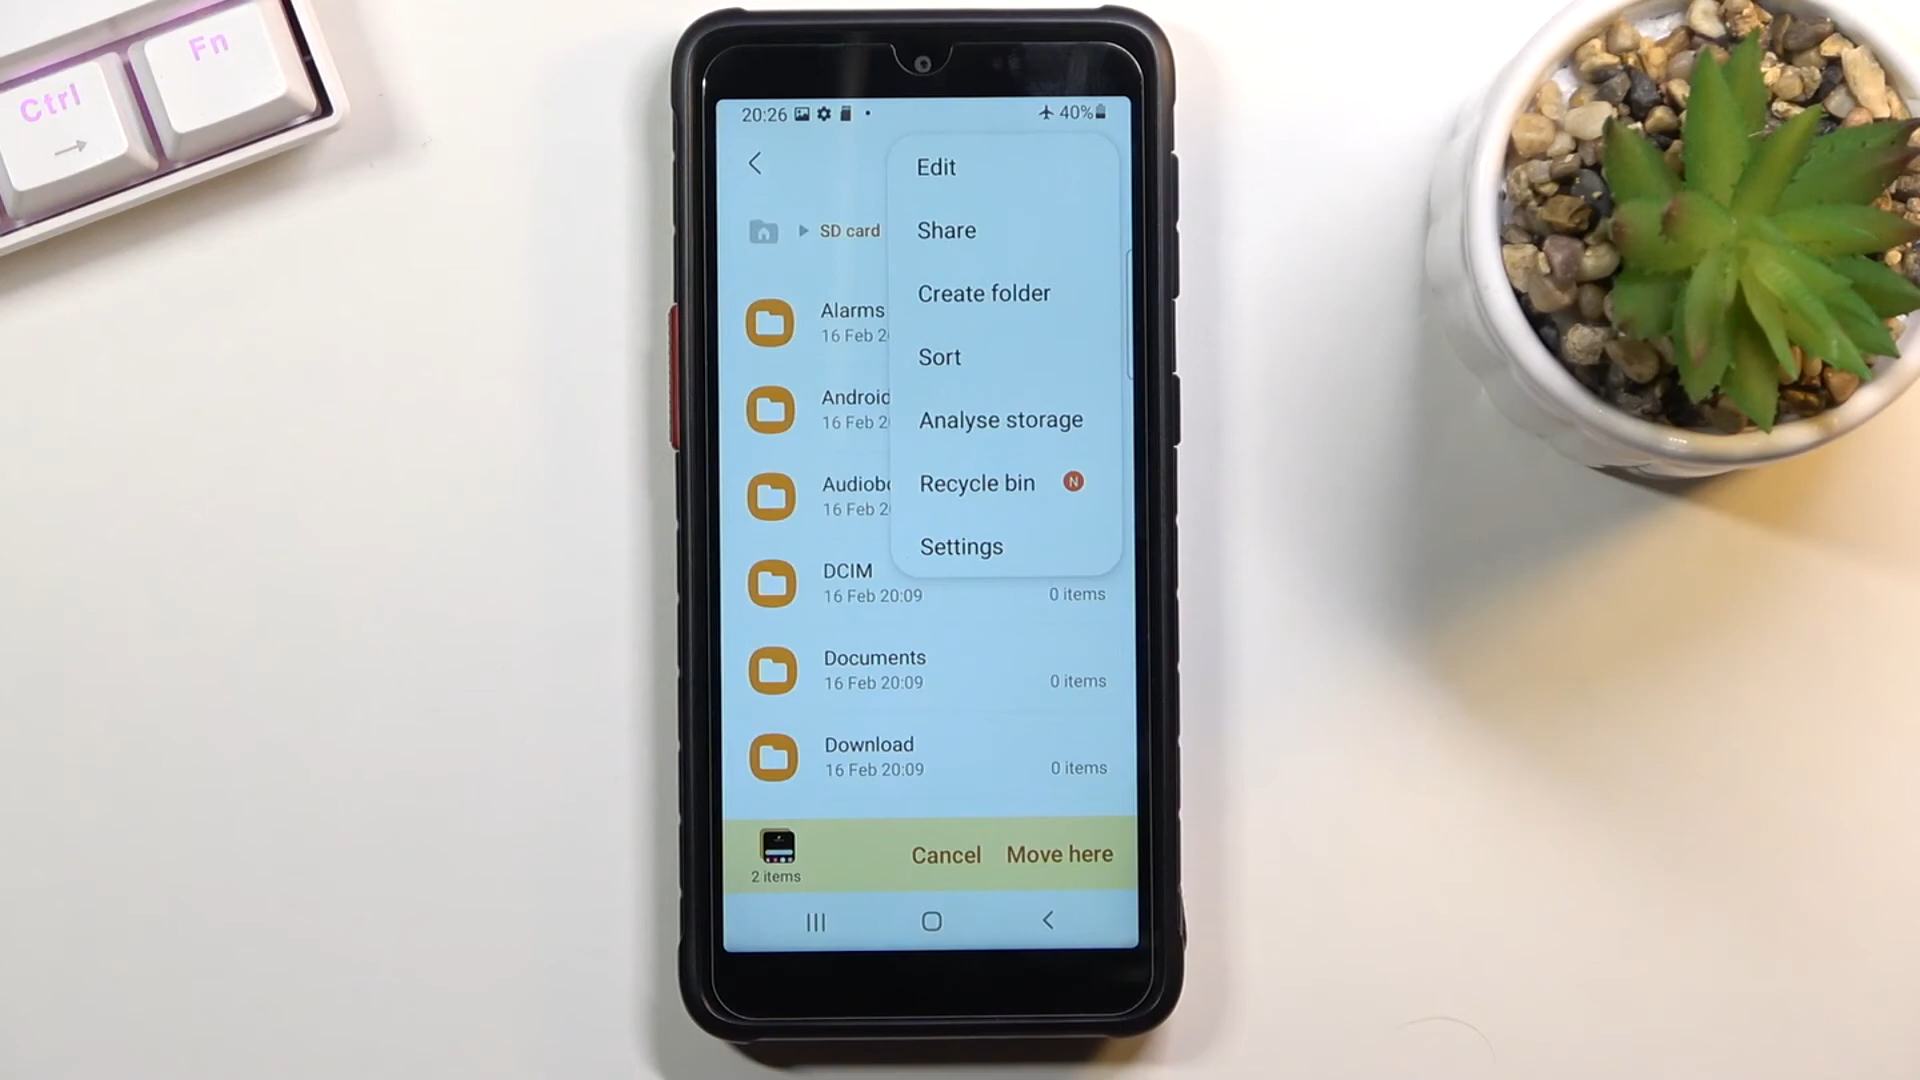 Fn
Ctrl
20:26 40%
Edit
SD card Share
Create folder
Alarms
16 Feb 2
Sort
Android
16 Feb 2
Analyse storage
Audiobo
16 Feb 2
Recycle bin N
Settings
DCIM
16 Feb 20:09 0 items
Documents
16 Feb 20:09 0 items
Download
16 Feb 20:09 0 items
2 items Cancel Move here